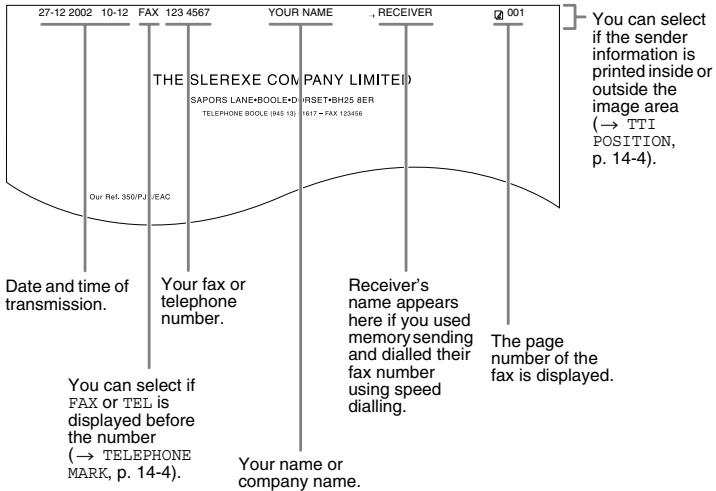 27-12 2002 10-12 FAX 123 4567 YOUR NAME → RECEIVER 001
THE SLEREXE COMPANY LIMITED
SAPORS LANE•BOOLE•DORSET•BH25 8ER
TELEPHONE BOOLE (945 13) 1617 – FAX 123456
Our Ref. 350/PJ/EAC
You can select
if the sender
information is
printed inside or
outside the
image area
(→ TTI
POSITION,
p. 14-4).
Date and time of
transmission.
Your fax or
telephone
number.
Receiver's
name appears
here if you used
memory sending
and dialled their
fax number
using speed
dialling.
The page
number of the
fax is displayed.
You can select if
FAX or TEL is
displayed before
the number
(→ TELEPHONE
MARK, p. 14-4).
Your name or
company name.